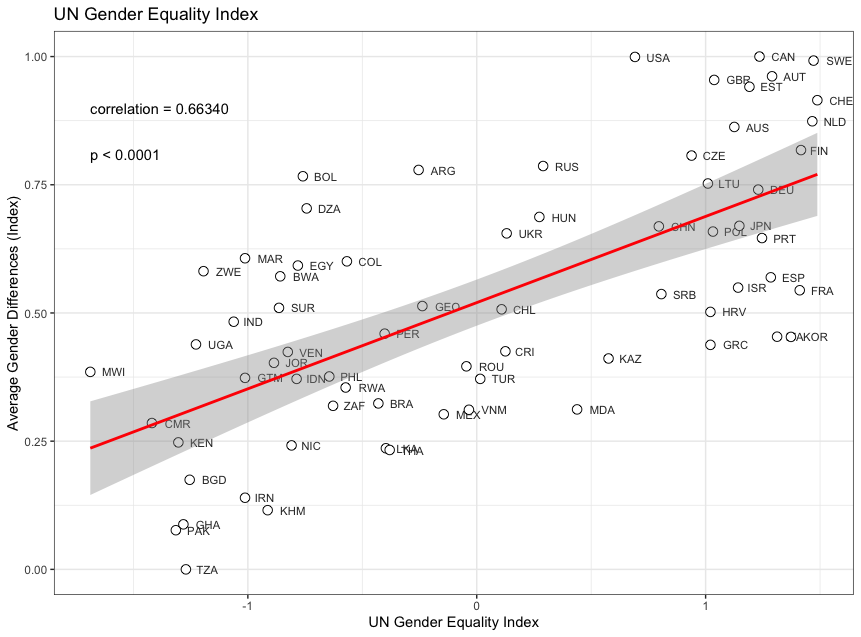 UN Gender Equality Index
1.00
0.75
0.50
0.25
0.00
Average Gender Differences (Index)
correlation = 0.66340
p < 0.0001
USA
CAN
SWE
GBR
AUT
EST
CHE
AUS
NLD
FIN
CZE
BOL
ARG
RUS
LTU
DEU
DZA
HUN
UKR
CHN
POL
JPN
PRT
MAR
ZWE
EGY
COL
BWA
ESP
ISR
FRA
SRB
SUR
GEO
CHL
HRV
IND
PER
UGA
GRC
KOR
VEN
CRI
KAZ
JOR
MWI
ROU
GTM
IDN
PHL
TUR
RWA
ZAF
BRA
MEX
VNM
MDA
CMR
KEN
NIC
LKA
THA
BGD
IRN
KHM
GHA
PAK
TZA
-1
0
1
UN Gender Equality Index